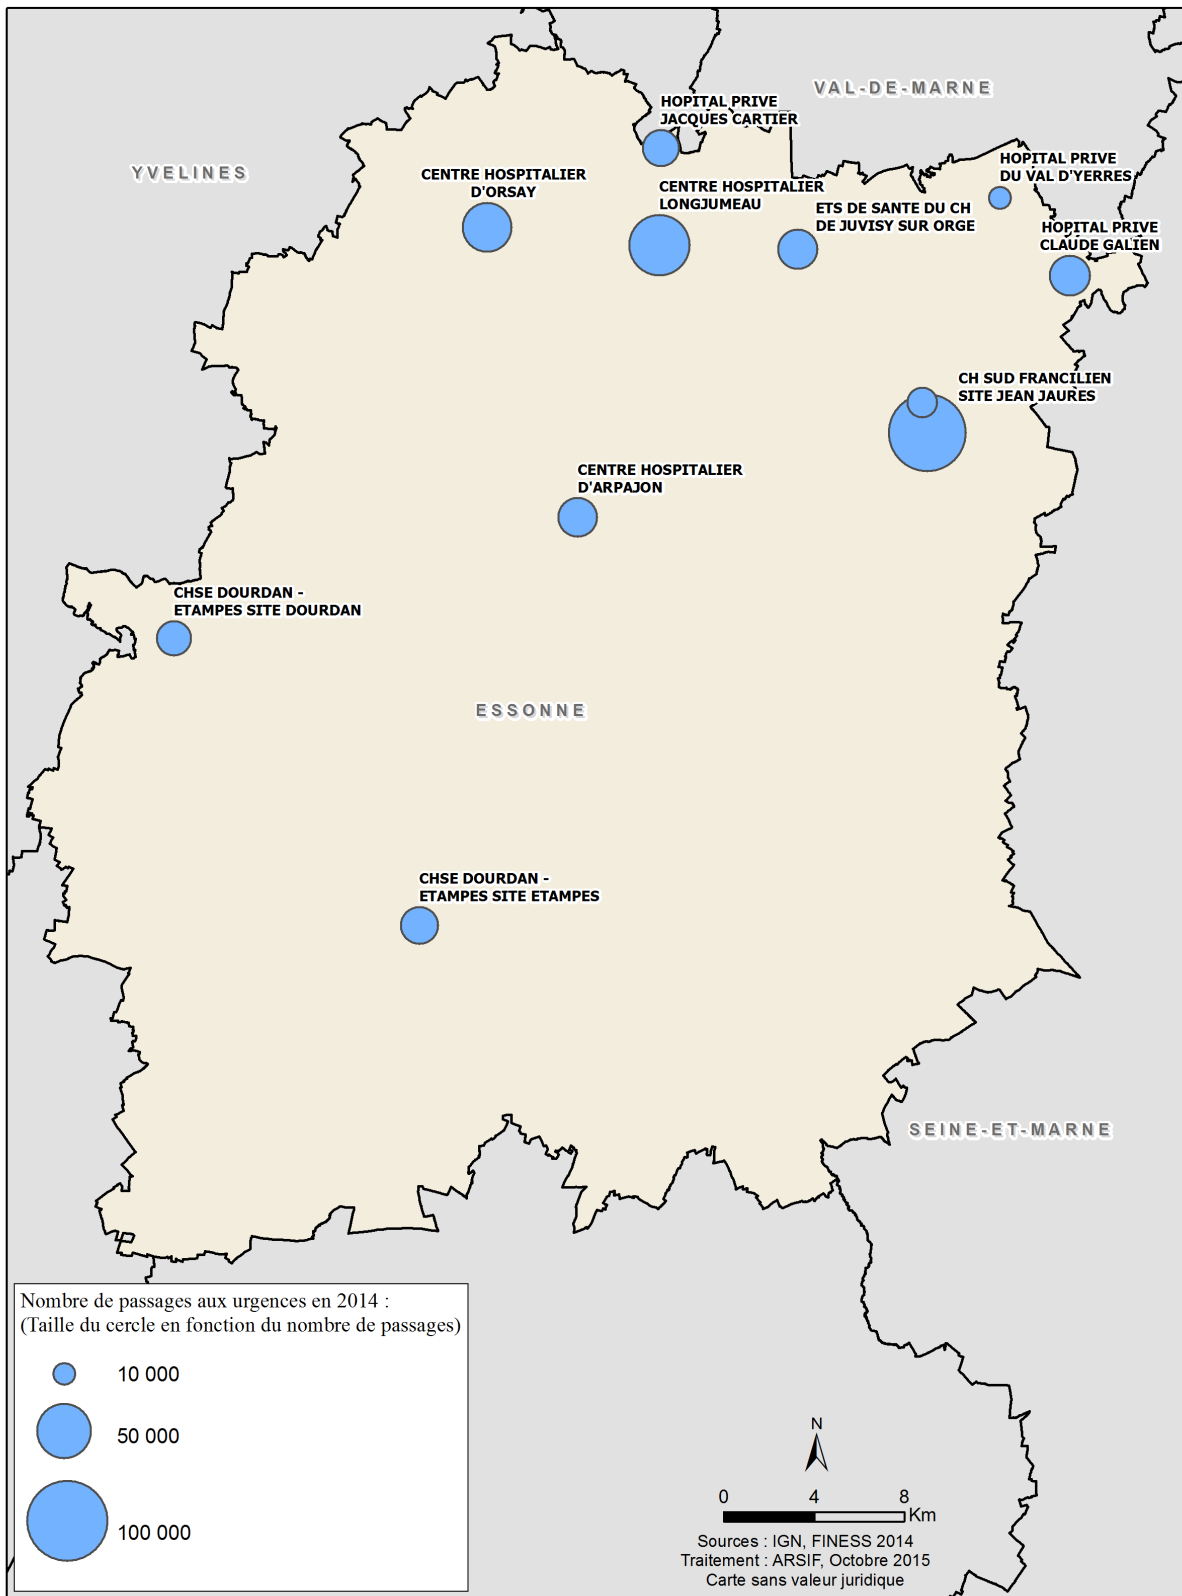 VAL-DE-MARNE
HOPITAL PRIVE
JACQUES CARTIER
YVELINES
CENTRE HOSPITALIER
D'ORSAY
CENTRE HOSPITALIER
LONGJUMEAU
HOPITAL PRIVE
DU VAL D'YERRES
ETS DE SANTE DU CH
DE JUVISY SUR ORGE
HOPITAL PRIVE
CLAUDE GALIEN
CH SUD FRANCILIEN
SITE JEAN JAURES
CENTRE HOSPITALIER
D'ARPAJON
CHSE DOURDAN -
ETAMPES SITE DOURDAN
ESSONNE
CHSE DOURDAN -
ETAMPES SITE ETAMPES
SEINE-ET-MARNE
Nombre de passages aux urgences en 2014 :
(Taille du cercle en fonction du nombre de passages)
10 000
50 000
100 000
N
0 4 8
Km
Sources : IGN, FINESS 2014
Traitement : ARSIF, Octobre 2015
Carte sans valeur juridique